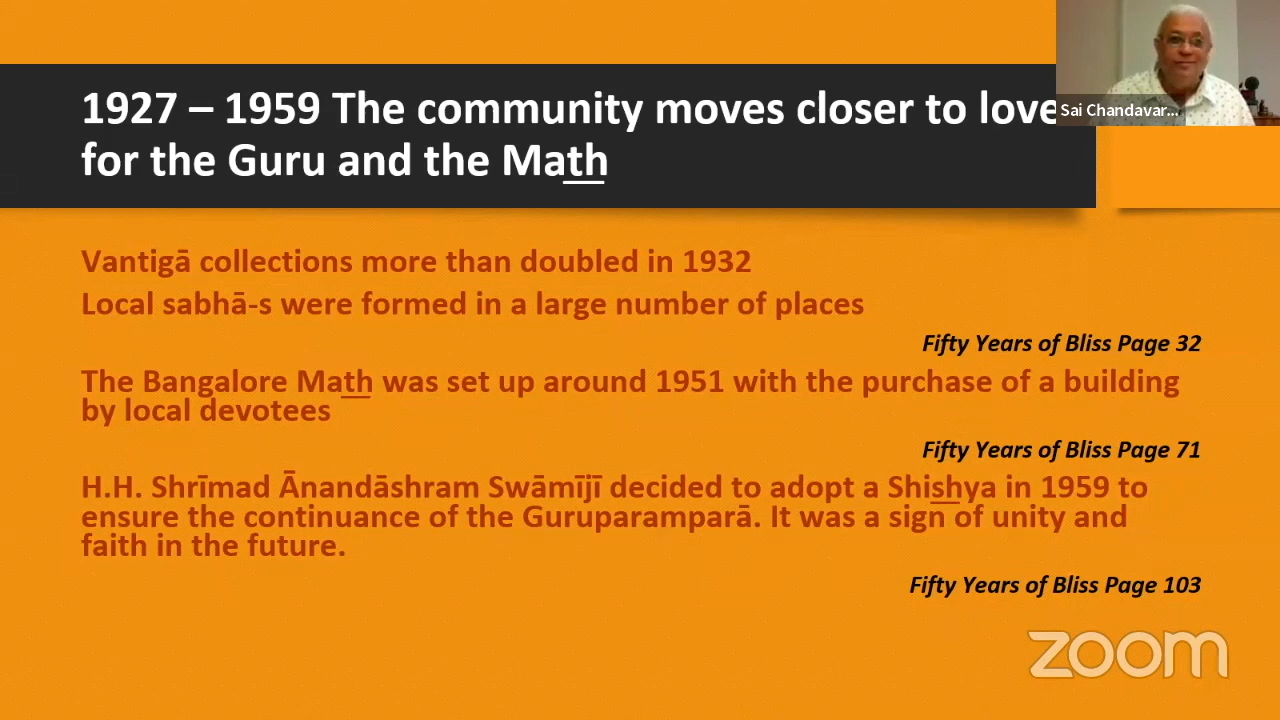 1927 – 1959 The community moves closer to love
for the Guru and the Math
Sai Chandavar...
Vantigā collections more than doubled in 1932
Local sabhā-s were formed in a large number of places
Fifty Years of Bliss Page 32
The Bangalore Math was set up around 1951 with the purchase of a building
by local devotees
Fifty Years of Bliss Page 71
H.H. Shrīmad Ānandāshram Swāmījī decided to adopt a Shishya in 1959 to
ensure the continuance of the Guruparamparā. It was a sign of unity and
faith in the future.
Fifty Years of Bliss Page 103
zoom